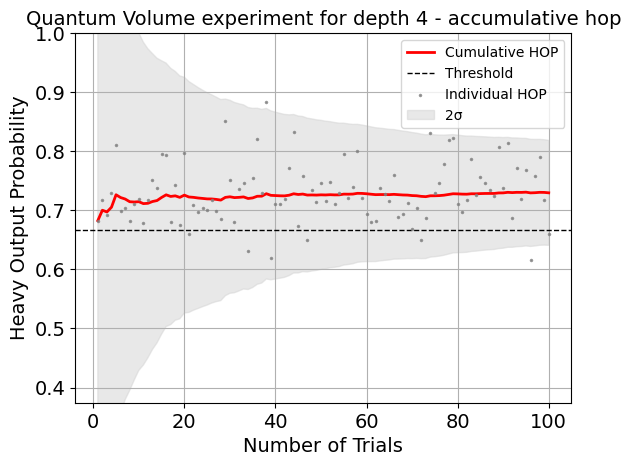 Quantum Volume experiment for depth 4 - accumulative hop
1.0
0.9
0.8
0.7
0.6
0.5
0.4
Heavy Output Probability
Cumulative HOP
Threshold
Individual HOP
2σ
0
20
40
60
80
100
Number of Trials